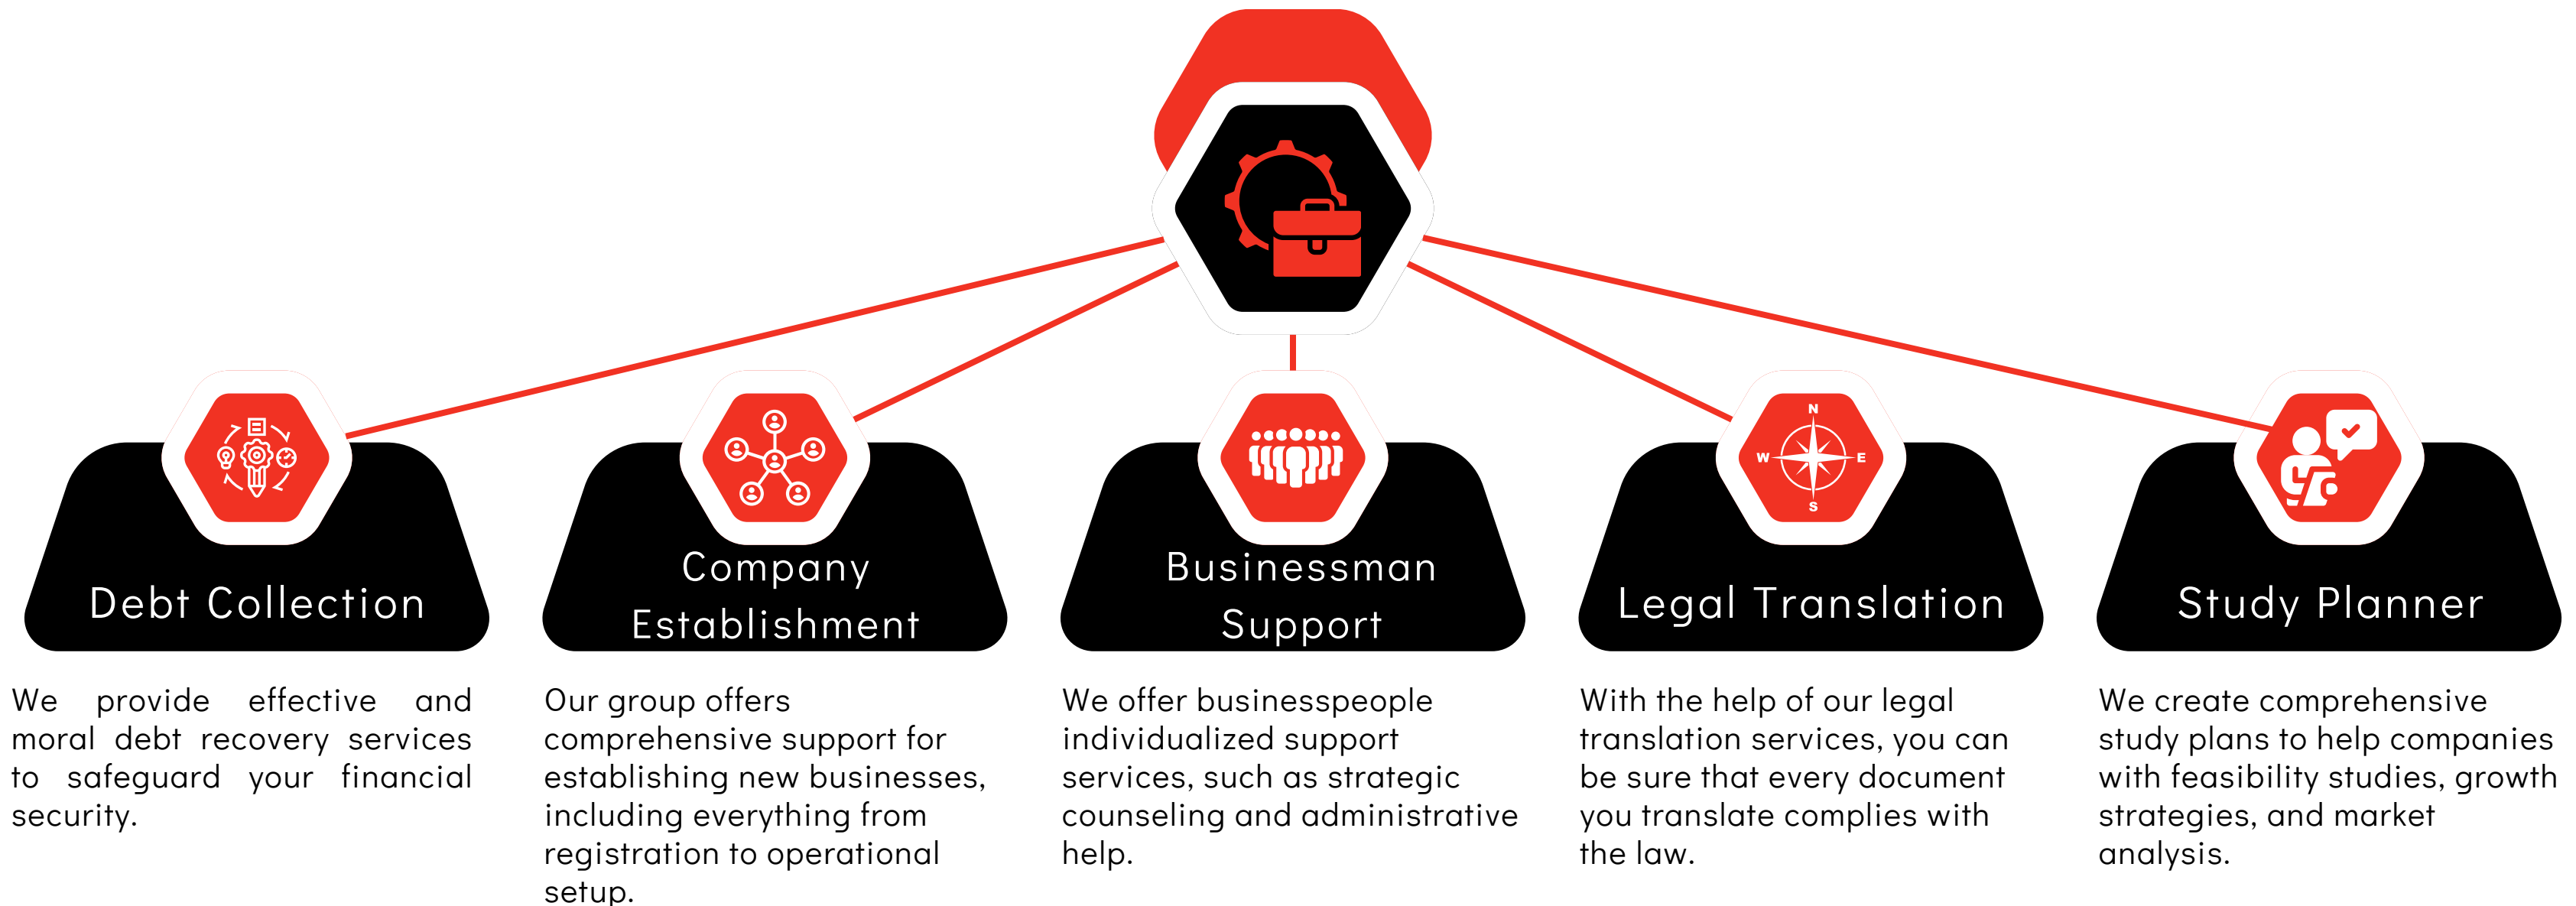 N
W
E
S
Debt Collection
We provide effective and
moral debt recovery services
to safeguard your financial
security.
Company
Establishment
Our group offers
comprehensive support for
establishing new businesses,
including everything from
registration to operational
setup.
Businessman
Support
We offer businesspeople
individualized support
services, such as strategic
counseling and administrative
help.
Legal Translation
With the help of our legal
translation services, you can
be sure that every document
you translate complies with
the law.
Study Planner
We create comprehensive
study plans to help companies
with feasibility studies, growth
strategies, and market
analysis.